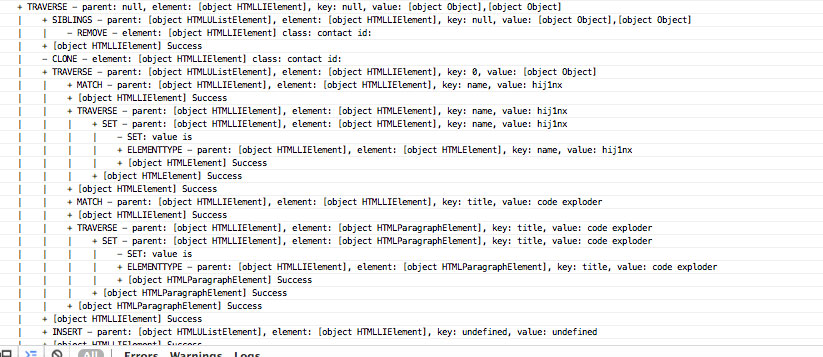 + TRAVERSE – parent: null, element: [object HTMLLIElement], key: null, value: [object Object],[object Object]
| + SIBLINGS – parent: [object HTMLUListElement], element: [object HTMLLIElement], key: null, value: [object Object],[object Object]
| | – REMOVE – element: [object HTMLLIElement] class: contact id:
| + [object HTMLLIElement] Success
| – CLONE – element: [object HTMLLIElement] class: contact id:
| + TRAVERSE – parent: [object HTMLUListElement], element: [object HTMLLIElement], key: 0, value: [object Object]
| | + MATCH – parent: [object HTMLLIElement], element: [object HTMLLIElement], key: name, value: hij1nx
| | + [object HTMLLIElement] Success
| | + TRAVERSE – parent: [object HTMLLIElement], element: [object HTMLElement], key: name, value: hij1nx
| | | + SET – parent: [object HTMLLIElement], element: [object HTMLElement], key: name, value: hij1nx
| | | | – SET: value is
| | | | + ELEMENTTYPE – parent: [object HTMLLIElement], element: [object HTMLElement], key: name, value: hij1nx
| | | | + [object HTMLElement] Success
| | | + [object HTMLElement] Success
| | + [object HTMLElement] Success
| | + MATCH – parent: [object HTMLLIElement], element: [object HTMLLIElement], key: title, value: code exploder
| | + [object HTMLLIElement] Success
| | + TRAVERSE – parent: [object HTMLLIElement], element: [object HTMLParagraphElement], key: title, value: code exploder
| | | + SET – parent: [object HTMLLIElement], element: [object HTMLParagraphElement], key: title, value: code exploder
| | | | – SET: value is
| | | | + ELEMENTTYPE – parent: [object HTMLLIElement], element: [object HTMLParagraphElement], key: title, value: code exploder
| | | | + [object HTMLParagraphElement] Success
| | | + [object HTMLParagraphElement] Success
| | + [object HTMLParagraphElement] Success
| + [object HTMLLIElement] Success
| + INSERT – parent: [object HTMLUListElement], element: [object HTMLLIElement], key: undefined, value: undefined
| + [object HTMLLIElement] Success
All Errors Warnings Logs